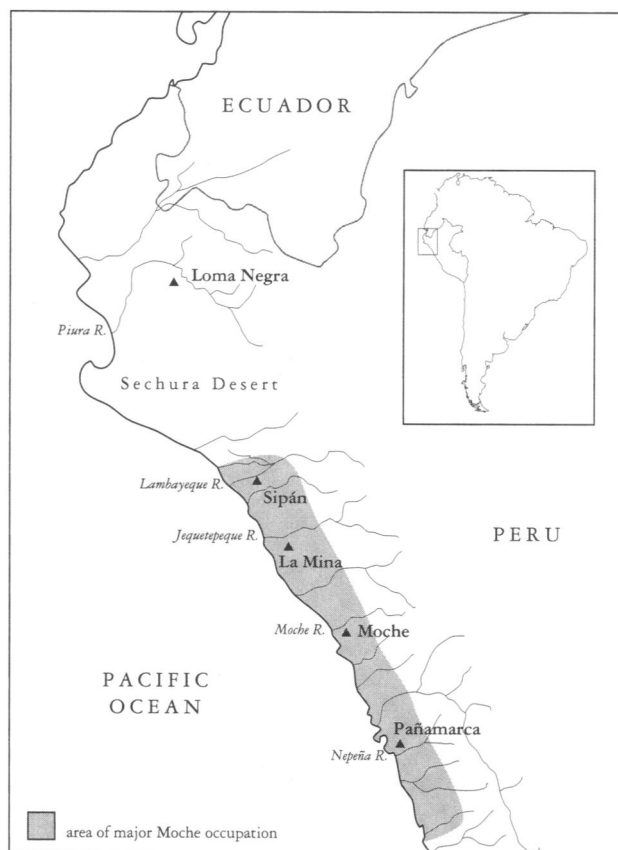 ECUADOR
Loma Negra
Piura R.
Sechura Desert
Lambayeque R.
Sipán
Jequetepeque R.
PERU
La Mina
Moche R.
Moche
PACIFIC
OCEAN
Pañamarca
Nepeña R.
area of major Moche occupation